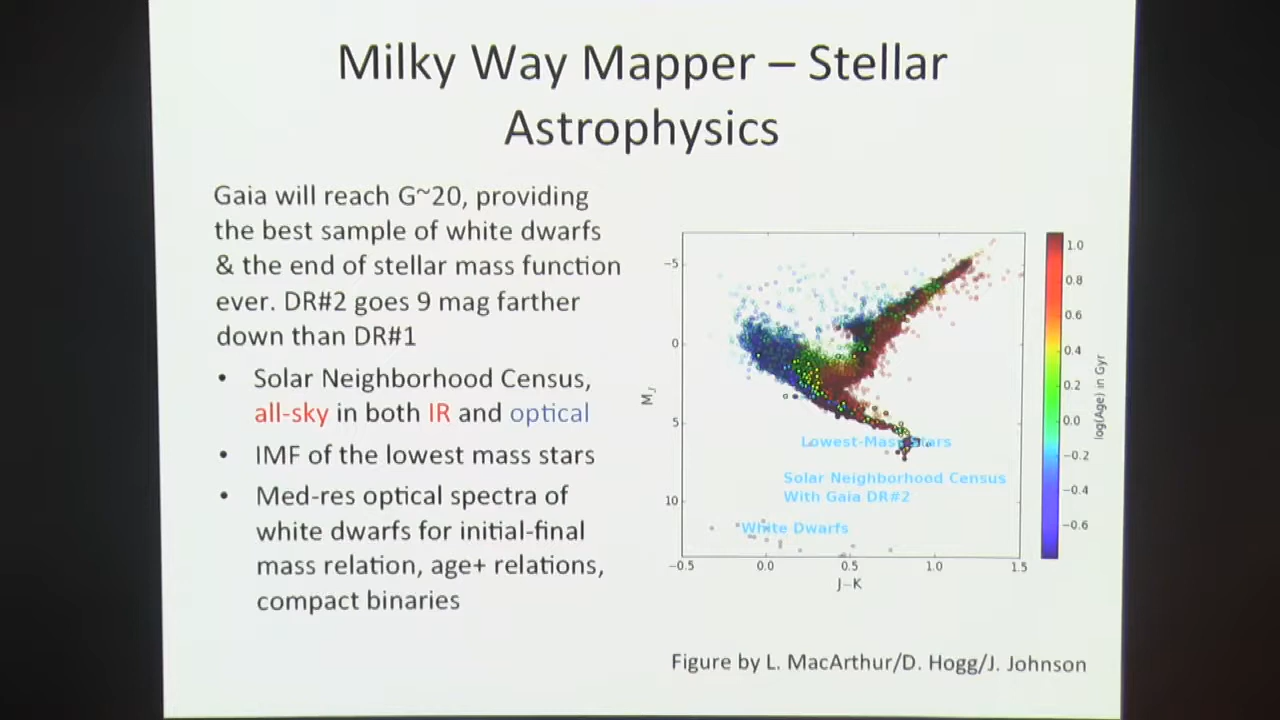 Milky Way Mapper – Stellar
Astrophysics
Gaia will reach G~20, providing
the best sample of white dwarfs
& the end of stellar mass function
ever. DR#2 goes 9 mag farther
down than DR#1
• Solar Neighborhood Census,
all-sky in both IR and optical
• IMF of the lowest mass stars
• Med-res optical spectra of
white dwarfs for initial-final
mass relation, age+ relations,
compact binaries
−5
0
5
10
M_J
−0.5 0.0 0.5 1.0 1.5
J−K
Lowest-Mass Stars
Solar Neighborhood Census
With Gaia DR#2
White Dwarfs
1.0
0.8
0.6
0.4
0.2
0.0
−0.2
−0.4
−0.6
log(Age) in Gyr
Figure by L. MacArthur/D. Hogg/J. Johnson